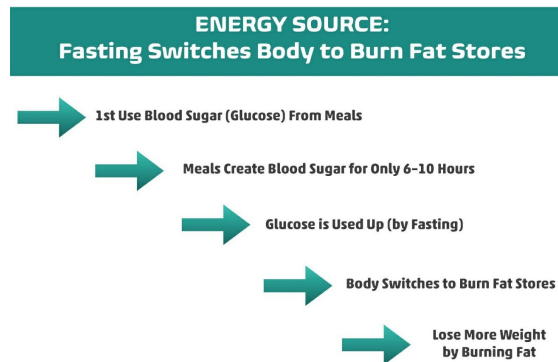 ENERGY SOURCE:
Fasting Switches Body to Burn Fat Stores
1st Use Blood Sugar (Glucose) From Meals
Meals Create Blood Sugar for Only 6-10 Hours
Glucose is Used Up (by Fasting)
Body Switches to Burn Fat Stores
Lose More Weight
by Burning Fat